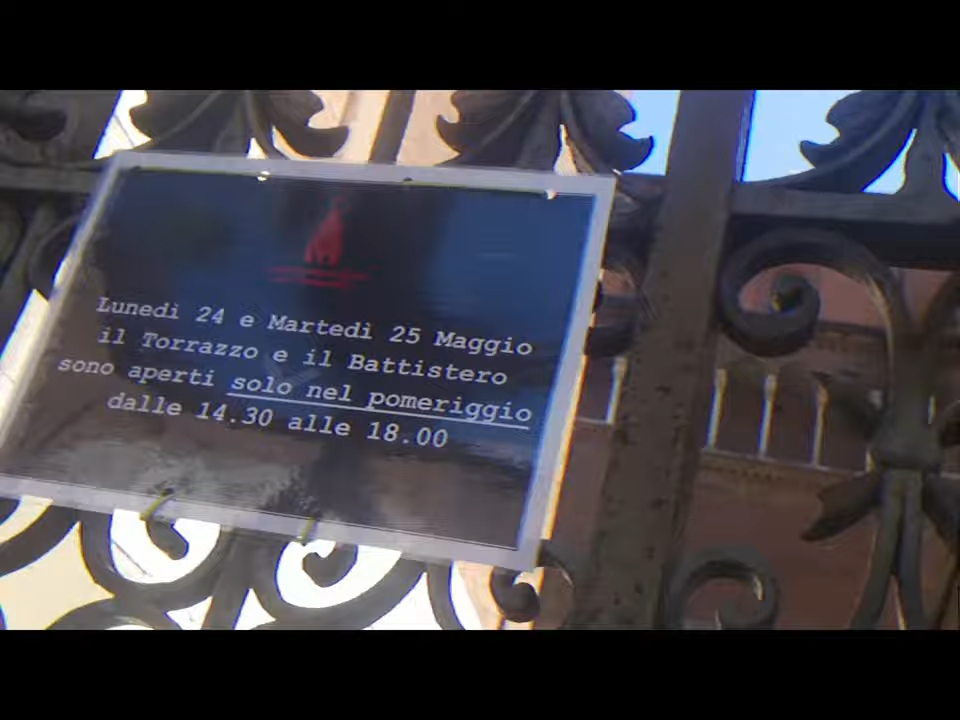 Lunedì 24 e Martedì 25 Maggio
il Torrazzo e il Battistero
sono aperti solo nel pomeriggio
dalle 14.30 alle 18.00